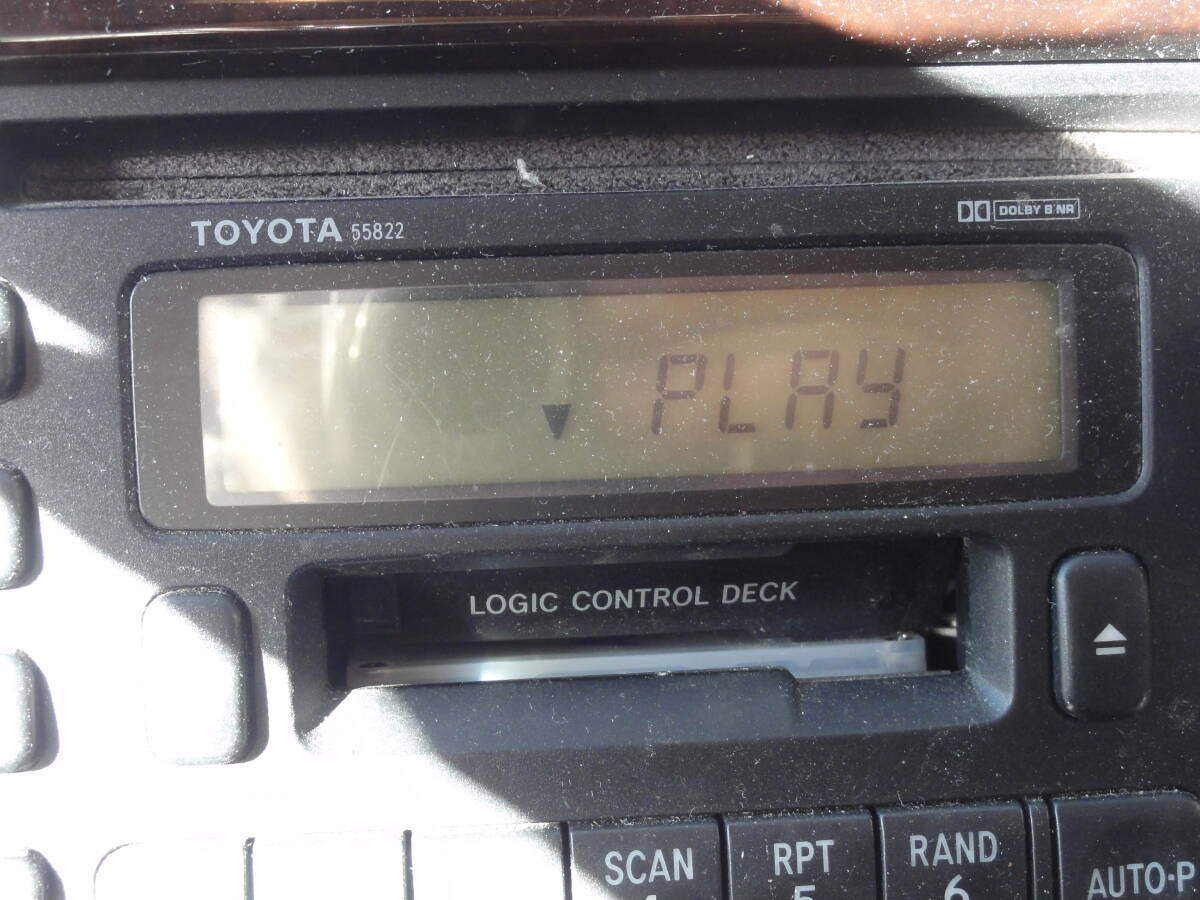 TOYOTA 55822
DOLBY B NR
PLAY
LOGIC CONTROL DECK
SCAN
RPT
RAND
5
6
AUTO·P